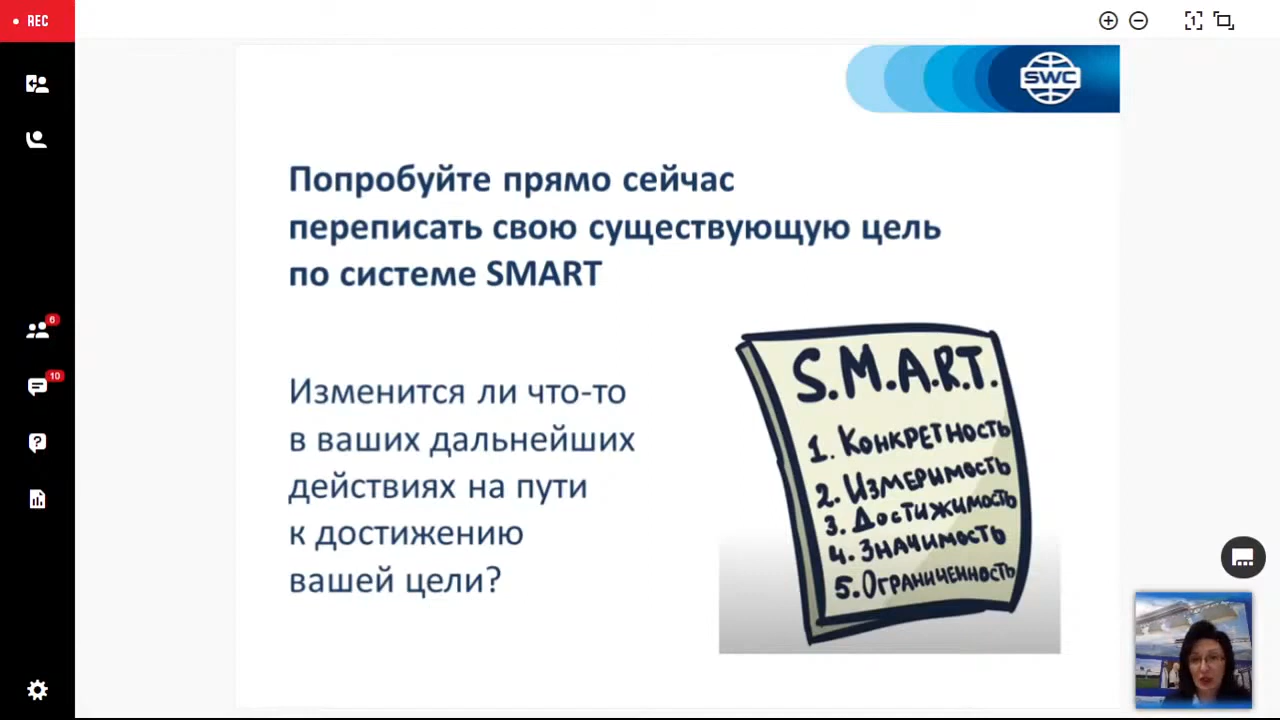 REC
SWC
Попробуйте прямо сейчас
переписать свою существующую цель
по системе SMART
Изменится ли что-то
в ваших дальнейших
действиях на пути
к достижению
вашей цели?
S.M.A.R.T.
1. Конкретность
2. Измеримость
3. Достижимость
4. Значимость
5. Ограниченность
6
10
1